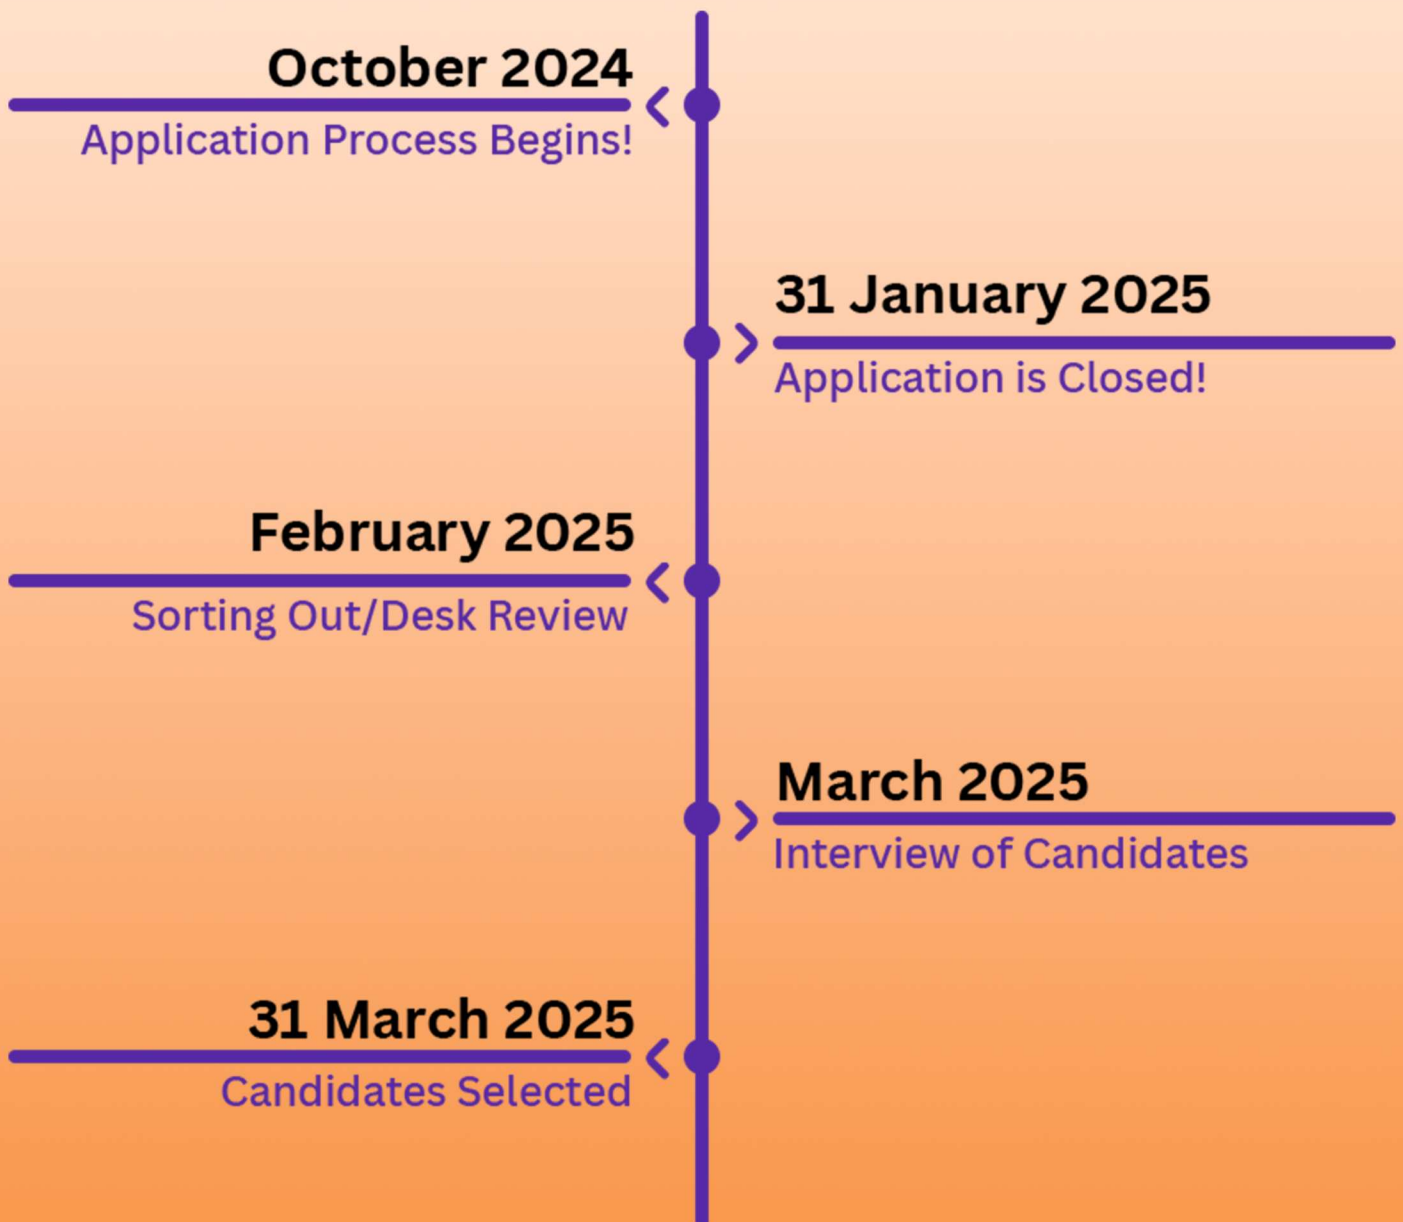 October 2024
Application Process Begins!
31 January 2025
Application is Closed!
February 2025
Sorting Out/Desk Review
March 2025
Interview of Candidates
31 March 2025
Candidates Selected